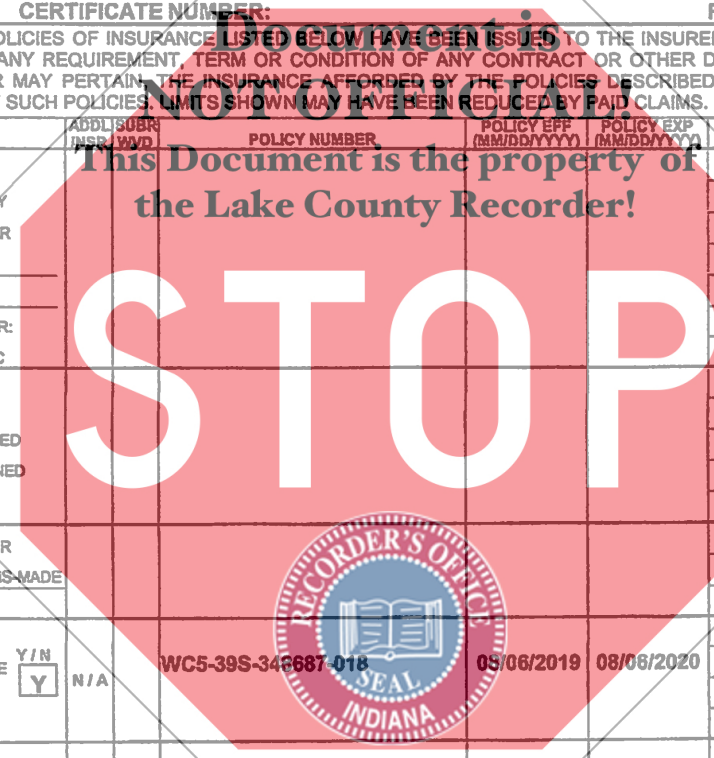 CERTIFICATE NUMBER:
Document is
OLICIES OF INSURANCE LISTED BELOW HAVE BEEN ISSUED TO THE INSURE
ANY REQUIREMENT, TERM OR CONDITION OF ANY CONTRACT OR OTHER D
R MAY PERTAIN, THE INSURANCE AFFORDED BY THE POLICIES DESCRIBED
NOT OFFICIAL!
SUCH POLICIES. LIMITS SHOWN MAY HAVE BEEN REDUCED BY PAID CLAIMS.
ADDL SUBR POLICY EFF POLICY EXP
INSR WVD POLICY NUMBER (MM/DD/YYYY) (MM/DD/YYYY)
This Document is the property of
the Lake County Recorder!
Y
R
R:
C
STOP
ED
NED
R
S-MADE
RECORDER'S OFFICE
SEAL
INDIANA
Y / N
E Y N / A WC5-39S-348687-018 08/06/2019 08/06/2020